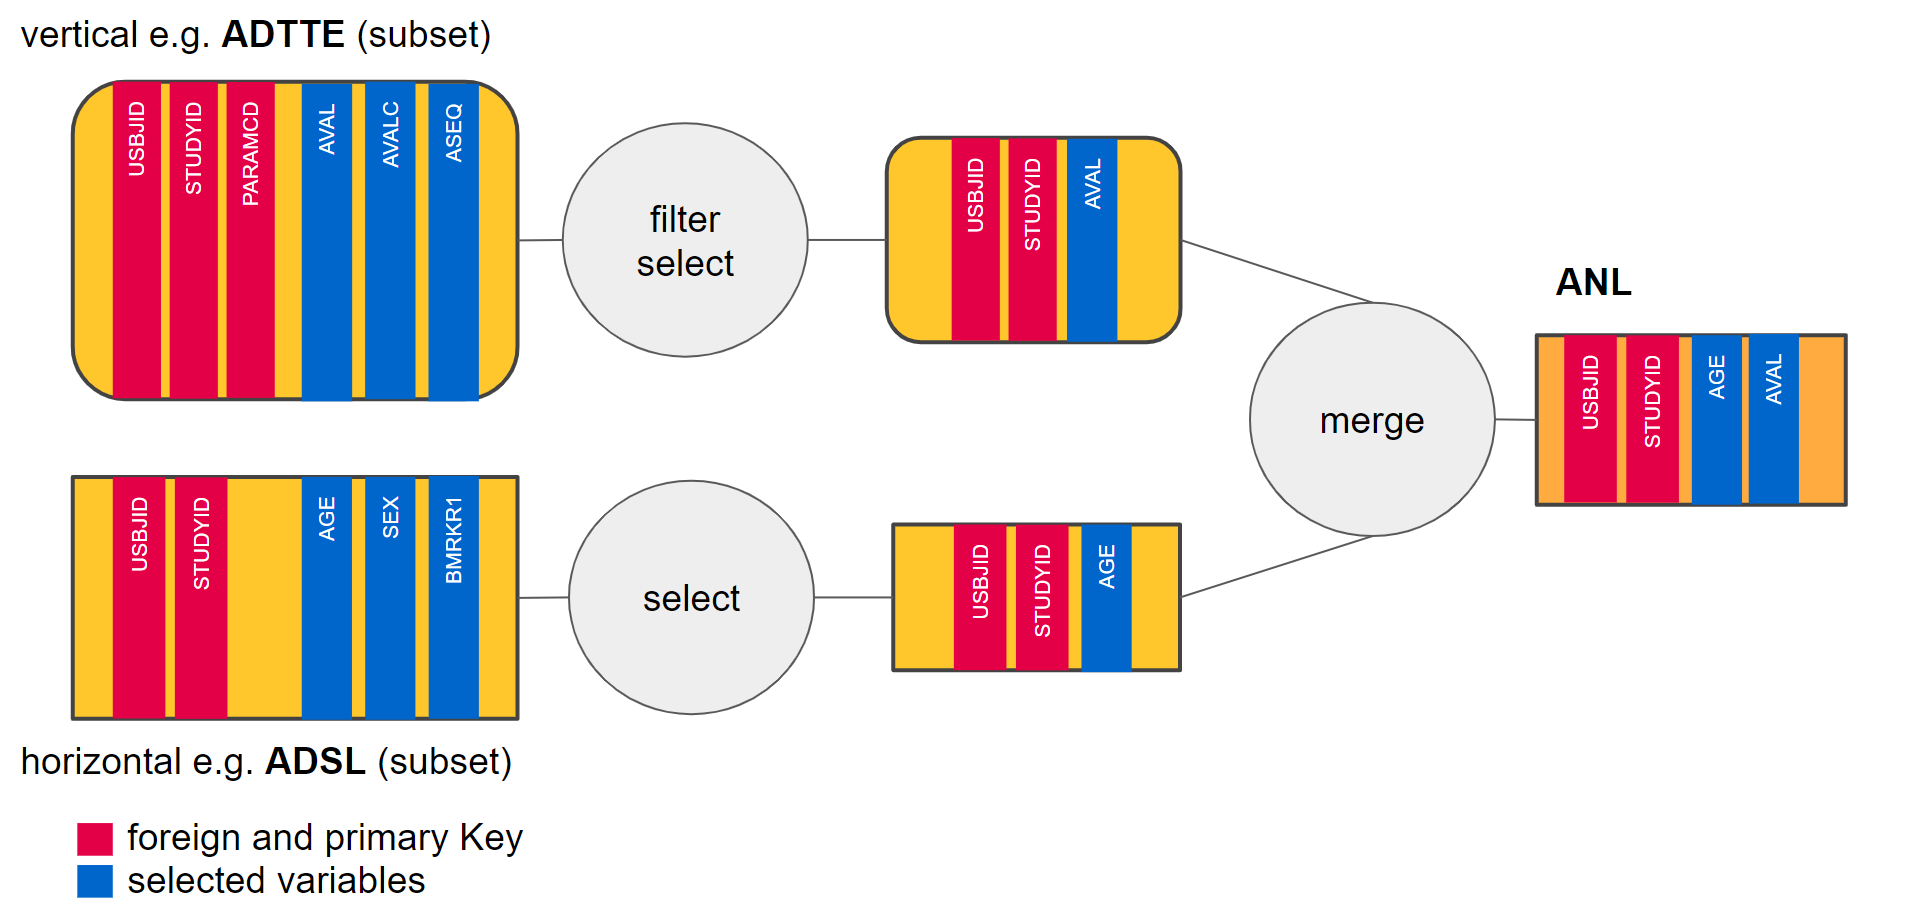 vertical e.g. ADTTE (subset)
USBJID
STUDYID
PARAMCD
AVAL
AVALC
ASEQ
filter
select
USBJID
STUDYID
AVAL
ANL
USBJID
STUDYID
AGE
AVAL
merge
USBJID
STUDYID
AGE
SEX
BMRKR1
select
USBJID
STUDYID
AGE
horizontal e.g. ADSL (subset)
foreign and primary Key
selected variables